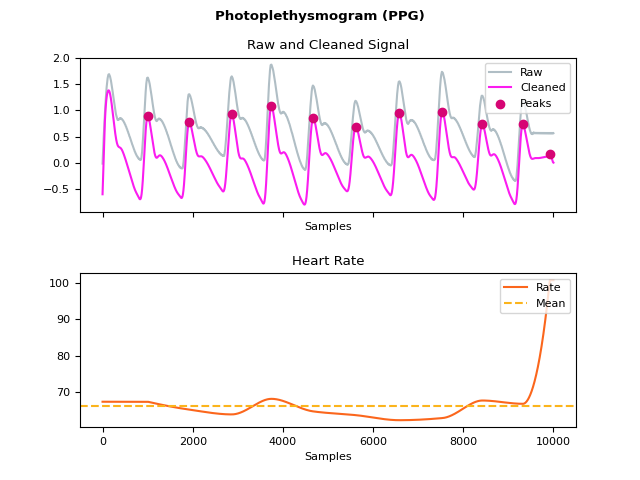 Photoplethysmogram (PPG)
Raw and Cleaned Signal
2.0
1.5
1.0
0.5
0.0
−0.5
Raw
Cleaned
Peaks
Samples
Heart Rate
100
90
80
70
Rate
Mean
0 2000 4000 6000 8000 10000
Samples